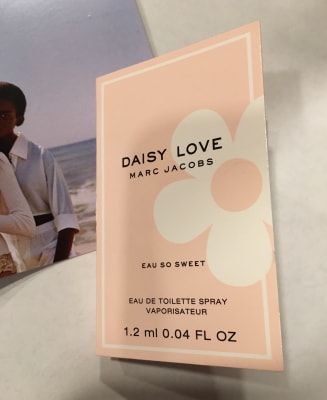 DAISY LOVE
MARC JACOBS
EAU SO SWEET
EAU DE TOILETTE SPRAY
VAPORISATEUR
1.2 ml 0.04 FL OZ